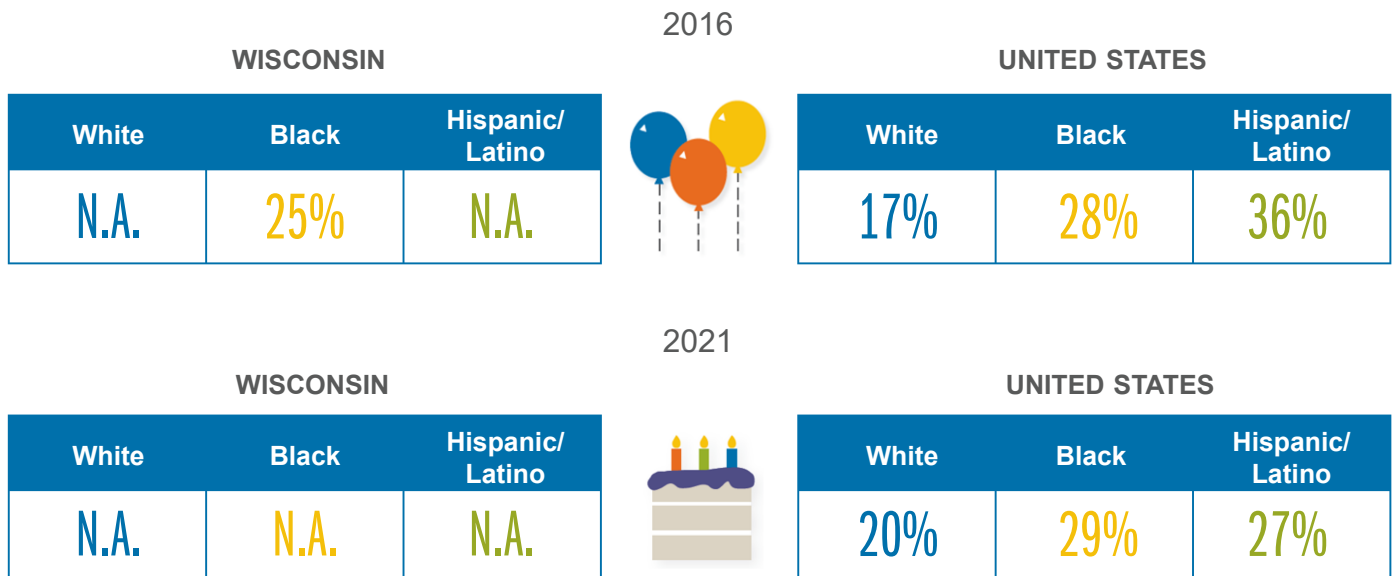 2016
WISCONSIN
UNITED STATES
White Black Hispanic/
Latino
N.A. 25% N.A.
White Black Hispanic/
Latino
17% 28% 36%
2021
WISCONSIN
UNITED STATES
White Black Hispanic/
Latino
N.A. N.A. N.A.
White Black Hispanic/
Latino
20% 29% 27%